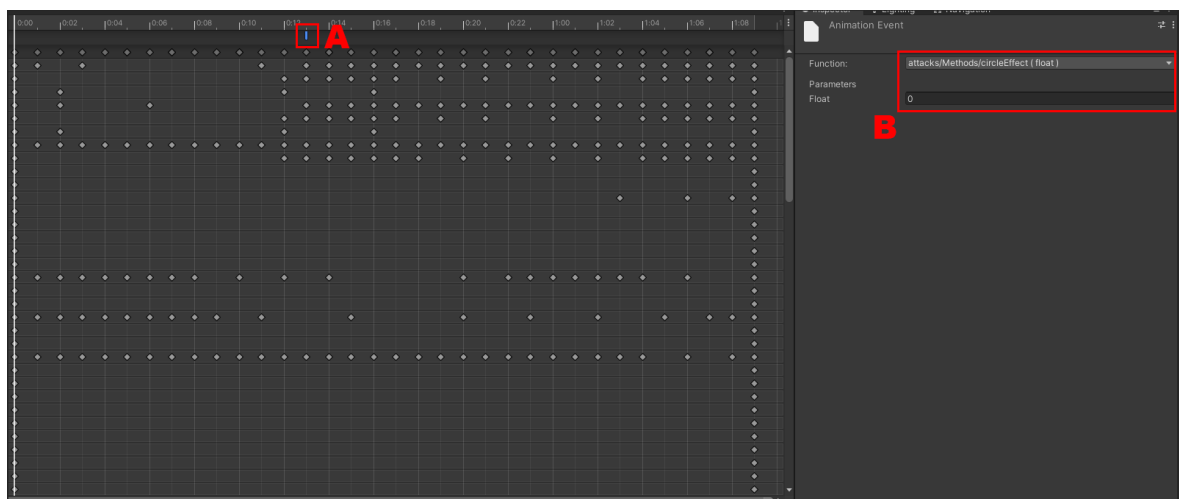 0:00 0:02 0:04 0:06 0:08 0:10 0:14 0:16 0:18 0:20 0:22 1:00 1:02 1:04 1:06 1:08
A
Animation Event
Function: attacks/Methods/circleEffect ( float )
Parameters
Float 0
B